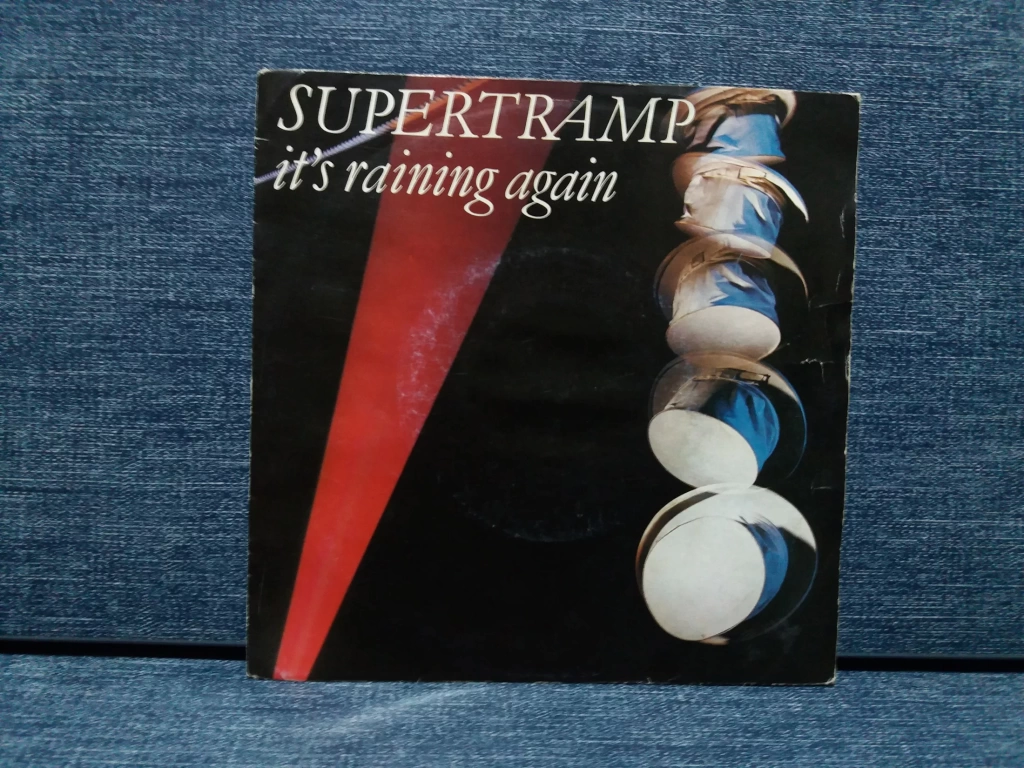 SUPERTRAMP
it's raining again